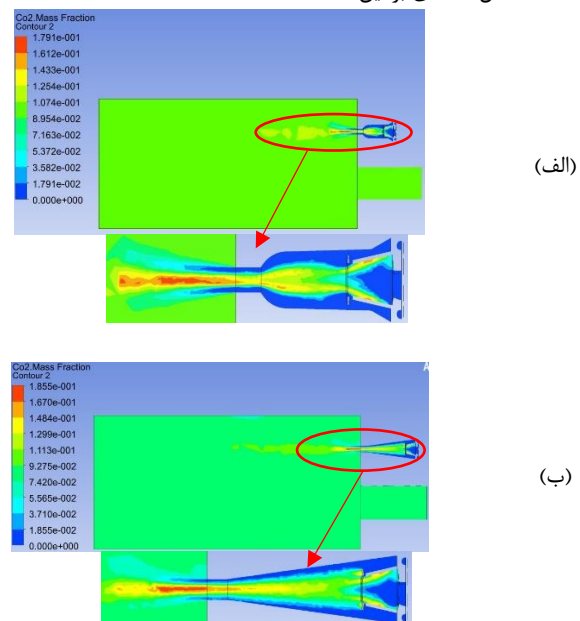 Co2.Mass Fraction
Contour 2
1.791e-001
1.612e-001
1.433e-001
1.254e-001
1.074e-001
8.954e-002
7.163e-002
5.372e-002
3.582e-002
1.791e-002
0.000e+000
(الف)
Co2.Mass Fraction
Contour 2
1.855e-001
1.670e-001
1.484e-001
1.299e-001
1.113e-001
9.275e-002
7.420e-002
5.565e-002
3.710e-002
1.855e-002
0.000e+000
A
(ب)